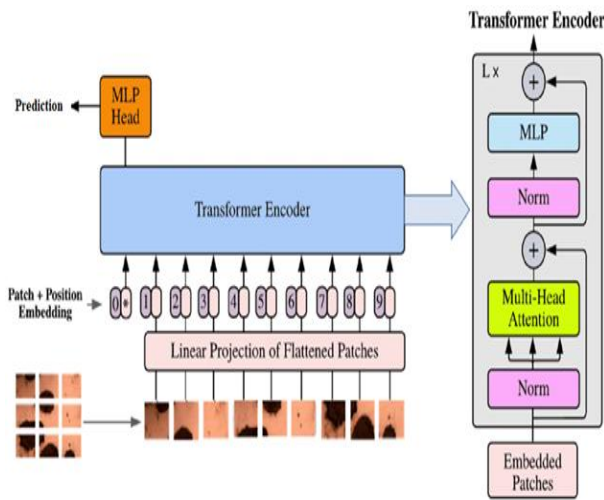 Transformer Encoder
L ×
+
MLP
Norm
+
Multi-Head
Attention
Norm
Embedded
Patches
MLP
Head
Prediction
Transformer Encoder
Patch + Position
Embedding
0 * 1 2 3 4 5 6 7 8 9
Linear Projection of Flattened Patches